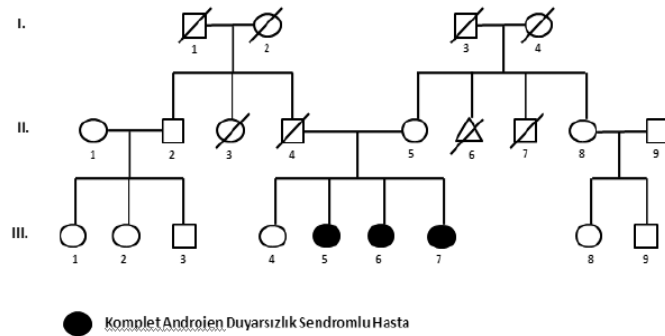 I.
1 2 3 4
II.
1 2 3 4 5 6 7 8 9
III.
1 2 3 4 5 6 7 8 9
Komplet Androjen Duyarsızlık Sendromlu Hasta